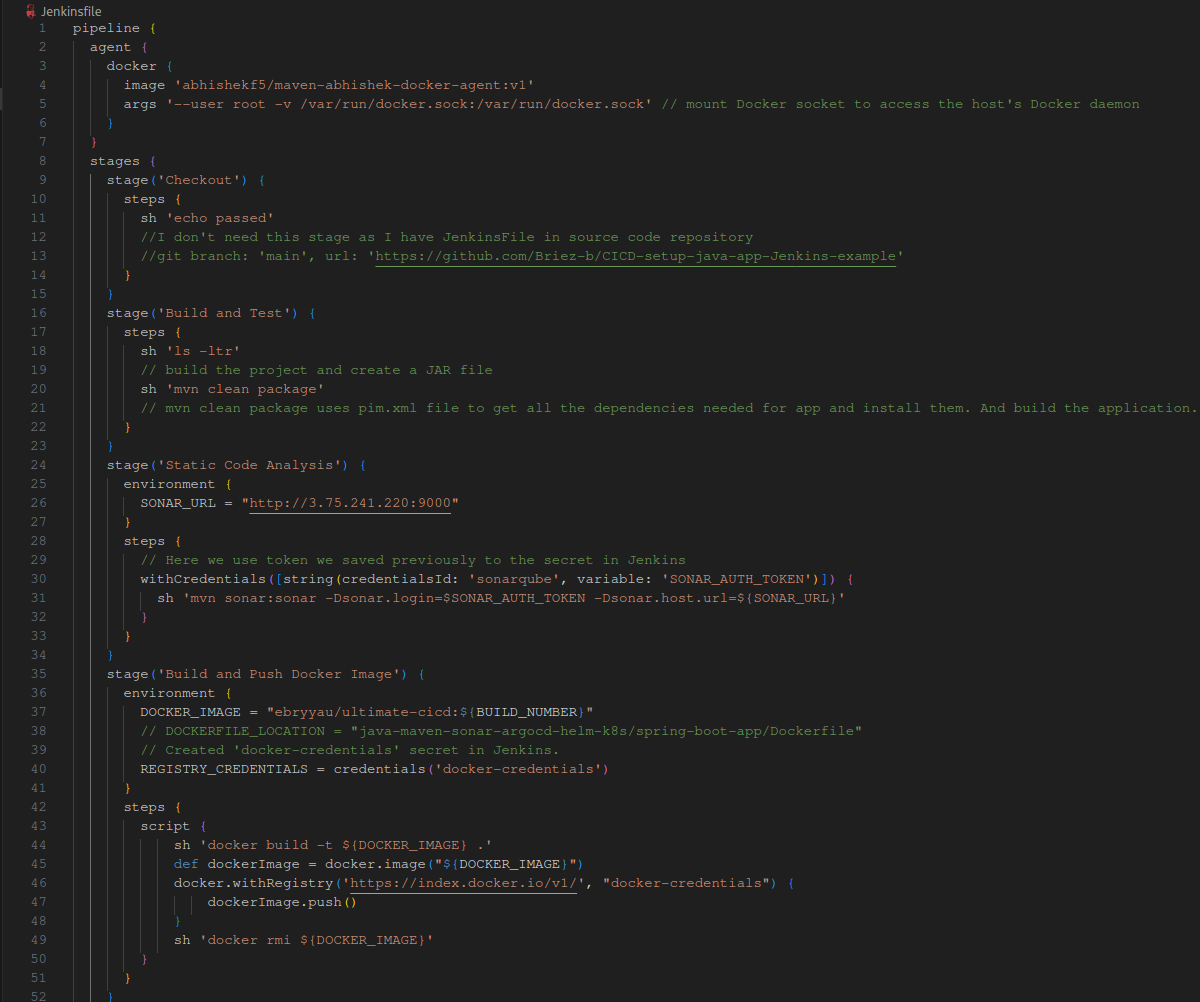 Jenkinsfile
1 pipeline {
2 agent {
3 docker {
4 image 'abhishekf5/maven-abhishek-docker-agent:v1'
5 args '--user root -v /var/run/docker.sock:/var/run/docker.sock' // mount Docker socket to access the host's Docker daemon
6 }
7 }
8 stages {
9 stage('Checkout') {
10 steps {
11 sh 'echo passed'
12 //I don't need this stage as I have JenkinsFile in source code repository
13 //git branch: 'main', url: 'https://github.com/Briez-b/CICD-setup-java-app-Jenkins-example'
14 }
15 }
16 stage('Build and Test') {
17 steps {
18 sh 'ls -ltr'
19 // build the project and create a JAR file
20 sh 'mvn clean package'
21 // mvn clean package uses pim.xml file to get all the dependencies needed for app and install them. And build the application.
22 }
23 }
24 stage('Static Code Analysis') {
25 environment {
26 SONAR_URL = "http://3.75.241.220:9000"
27 }
28 steps {
29 // Here we use token we saved previously to the secret in Jenkins
30 withCredentials([string(credentialsId: 'sonarqube', variable: 'SONAR_AUTH_TOKEN')]) {
31 sh 'mvn sonar:sonar -Dsonar.login=$SONAR_AUTH_TOKEN -Dsonar.host.url=${SONAR_URL}'
32 }
33 }
34 }
35 stage('Build and Push Docker Image') {
36 environment {
37 DOCKER_IMAGE = "ebryyau/ultimate-cicd:${BUILD_NUMBER}"
38 // DOCKERFILE_LOCATION = "java-maven-sonar-argocd-helm-k8s/spring-boot-app/Dockerfile"
39 // Created 'docker-credentials' secret in Jenkins.
40 REGISTRY_CREDENTIALS = credentials('docker-credentials')
41 }
42 steps {
43 script {
44 sh 'docker build -t ${DOCKER_IMAGE} .'
45 def dockerImage = docker.image("${DOCKER_IMAGE}")
46 docker.withRegistry('https://index.docker.io/v1/', "docker-credentials") {
47 dockerImage.push()
48 }
49 sh 'docker rmi ${DOCKER_IMAGE}'
50 }
51 }
52 }